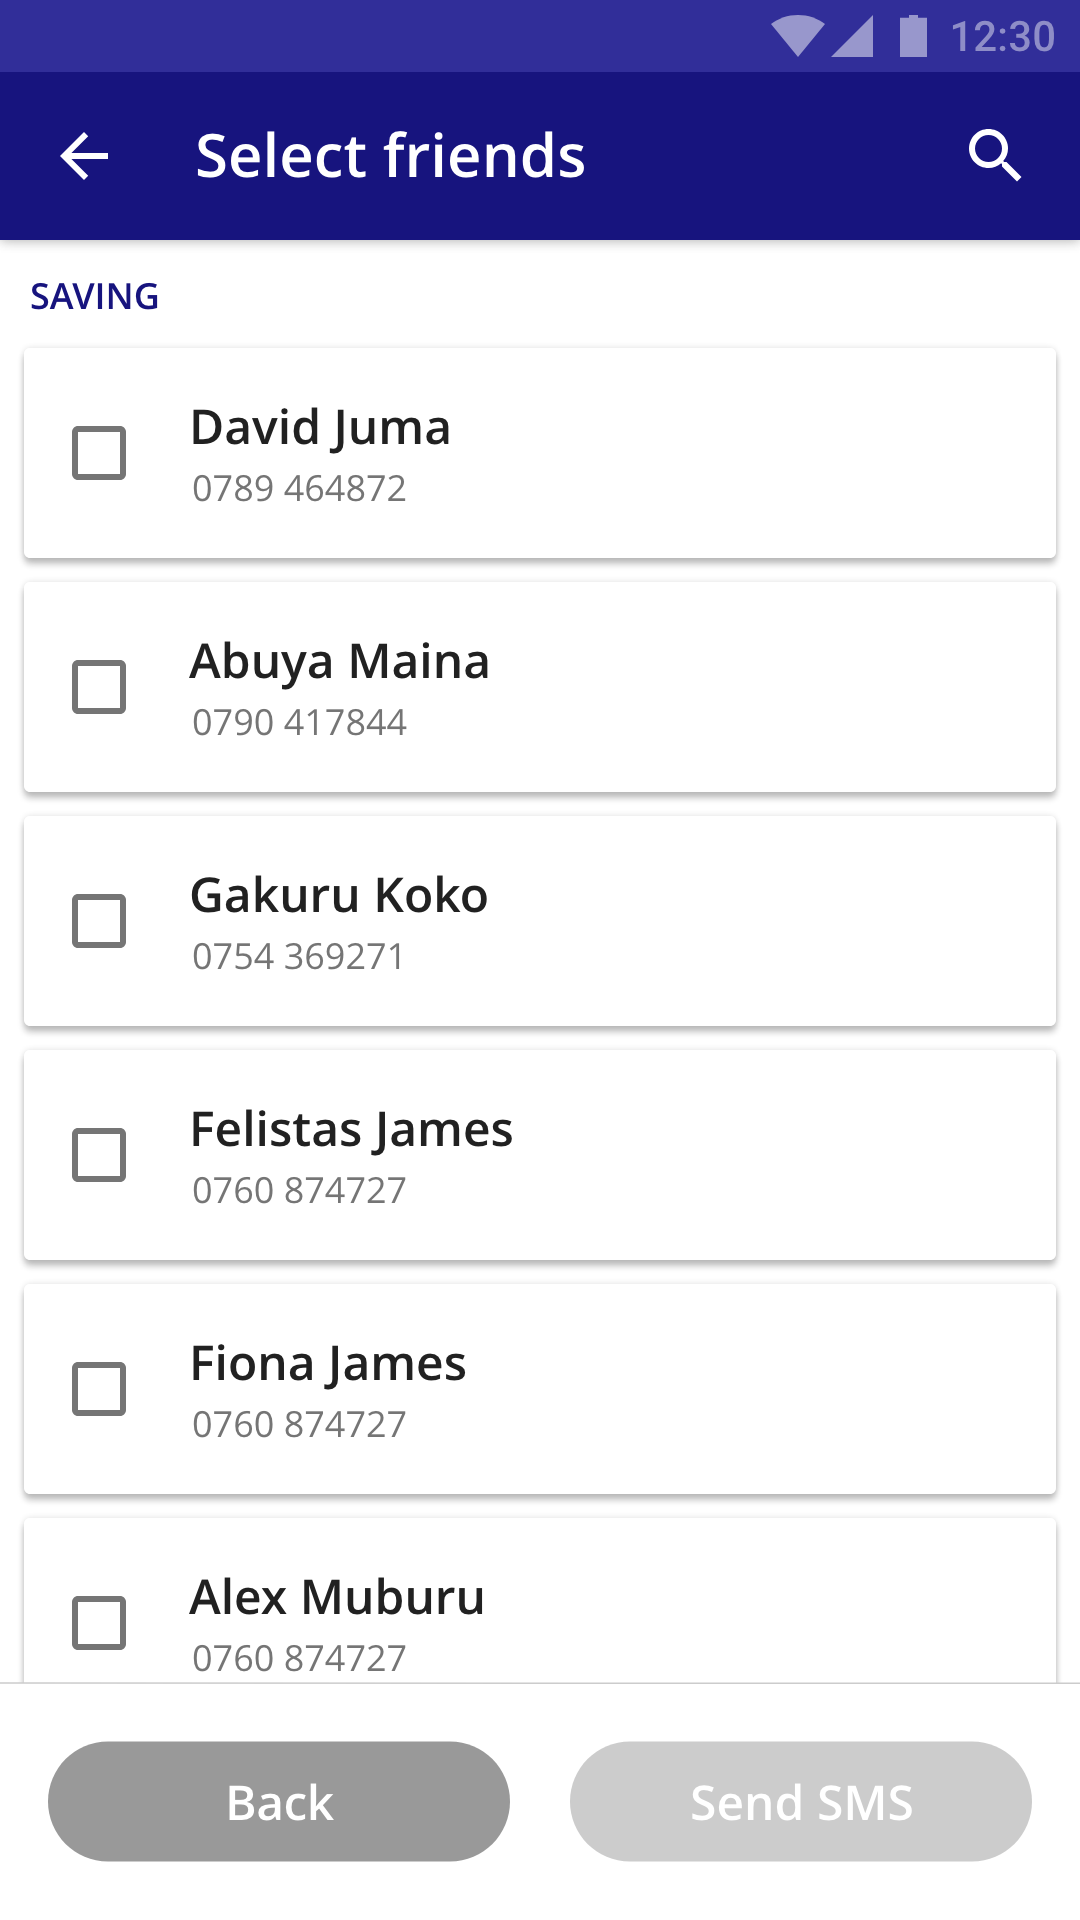 12:30
Select friends
SAVING
David Juma
0789 464872
Abuya Maina
0790 417844
Gakuru Koko
0754 369271
Felistas James
0760 874727
Fiona James
0760 874727
Alex Muburu
0760 874727
Back
Send SMS